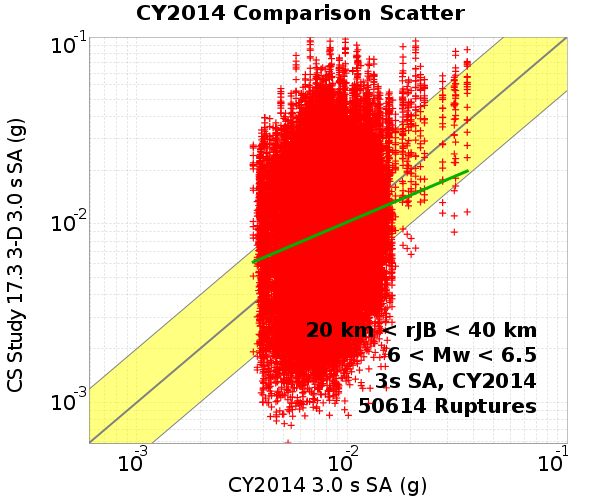 CY2014 Comparison Scatter
CS Study 17.3 3-D 3.0 s SA (g)
10-1
10-2
10-3
20 km < rJB < 40 km
6 < Mw < 6.5
3s SA, CY2014
50614 Ruptures
10-3 10-2 10-1
CY2014 3.0 s SA (g)